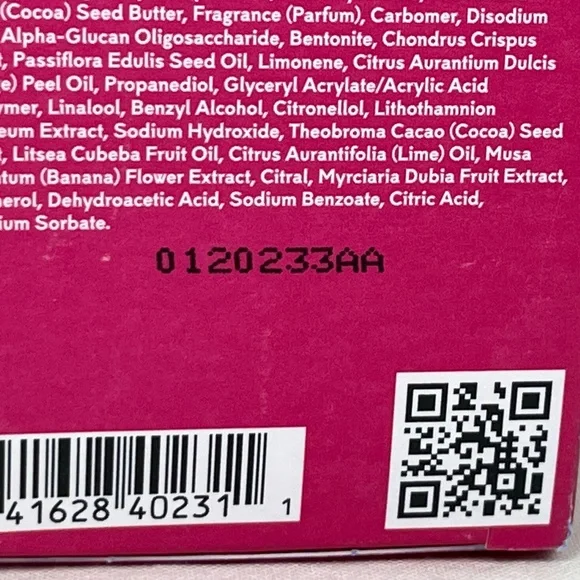 (Cocoa) Seed Butter, Fragrance (Parfum), Carbomer, Disodium
Alpha-Glucan Oligosaccharide, Bentonite, Chondrus Crispus
Passiflora Edulis Seed Oil, Limonene, Citrus Aurantium Dulcis
e) Peel Oil, Propanediol, Glyceryl Acrylate/Acrylic Acid
ymer, Linalool, Benzyl Alcohol, Citronellol, Lithothamnion
eum Extract, Sodium Hydroxide, Theobroma Cacao (Cocoa) Seed
, Litsea Cubeba Fruit Oil, Citrus Aurantifolia (Lime) Oil, Musa
tum (Banana) Flower Extract, Citral, Myrciaria Dubia Fruit Extract,
herol, Dehydroacetic Acid, Sodium Benzoate, Citric Acid,
ium Sorbate.
0120233AA
41628 40231 1